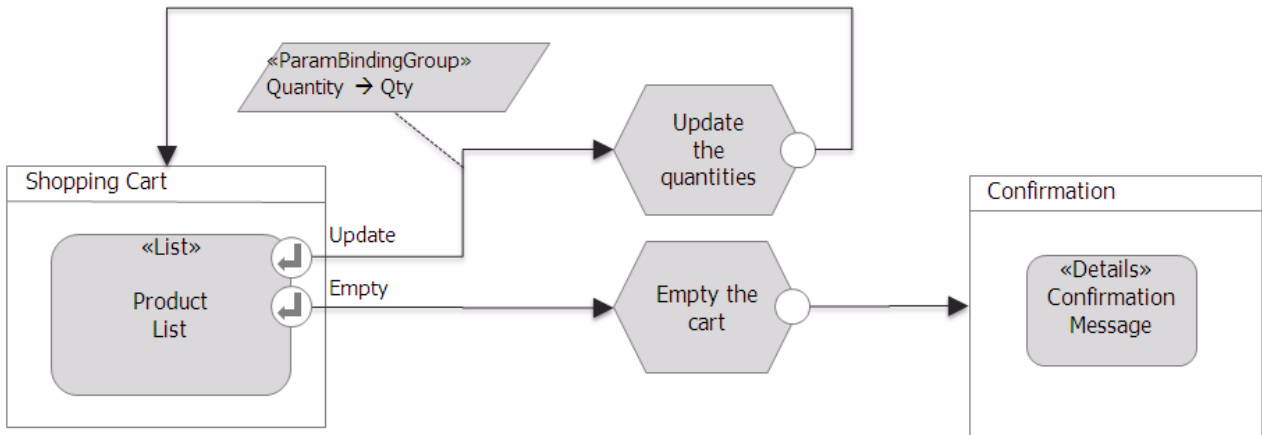 «ParamBindingGroup»
Quantity → Qty
Update
the
quantities
Shopping Cart
«List»
Product
List
Update
Empty
Empty the
cart
Confirmation
«Details»
Confirmation
Message